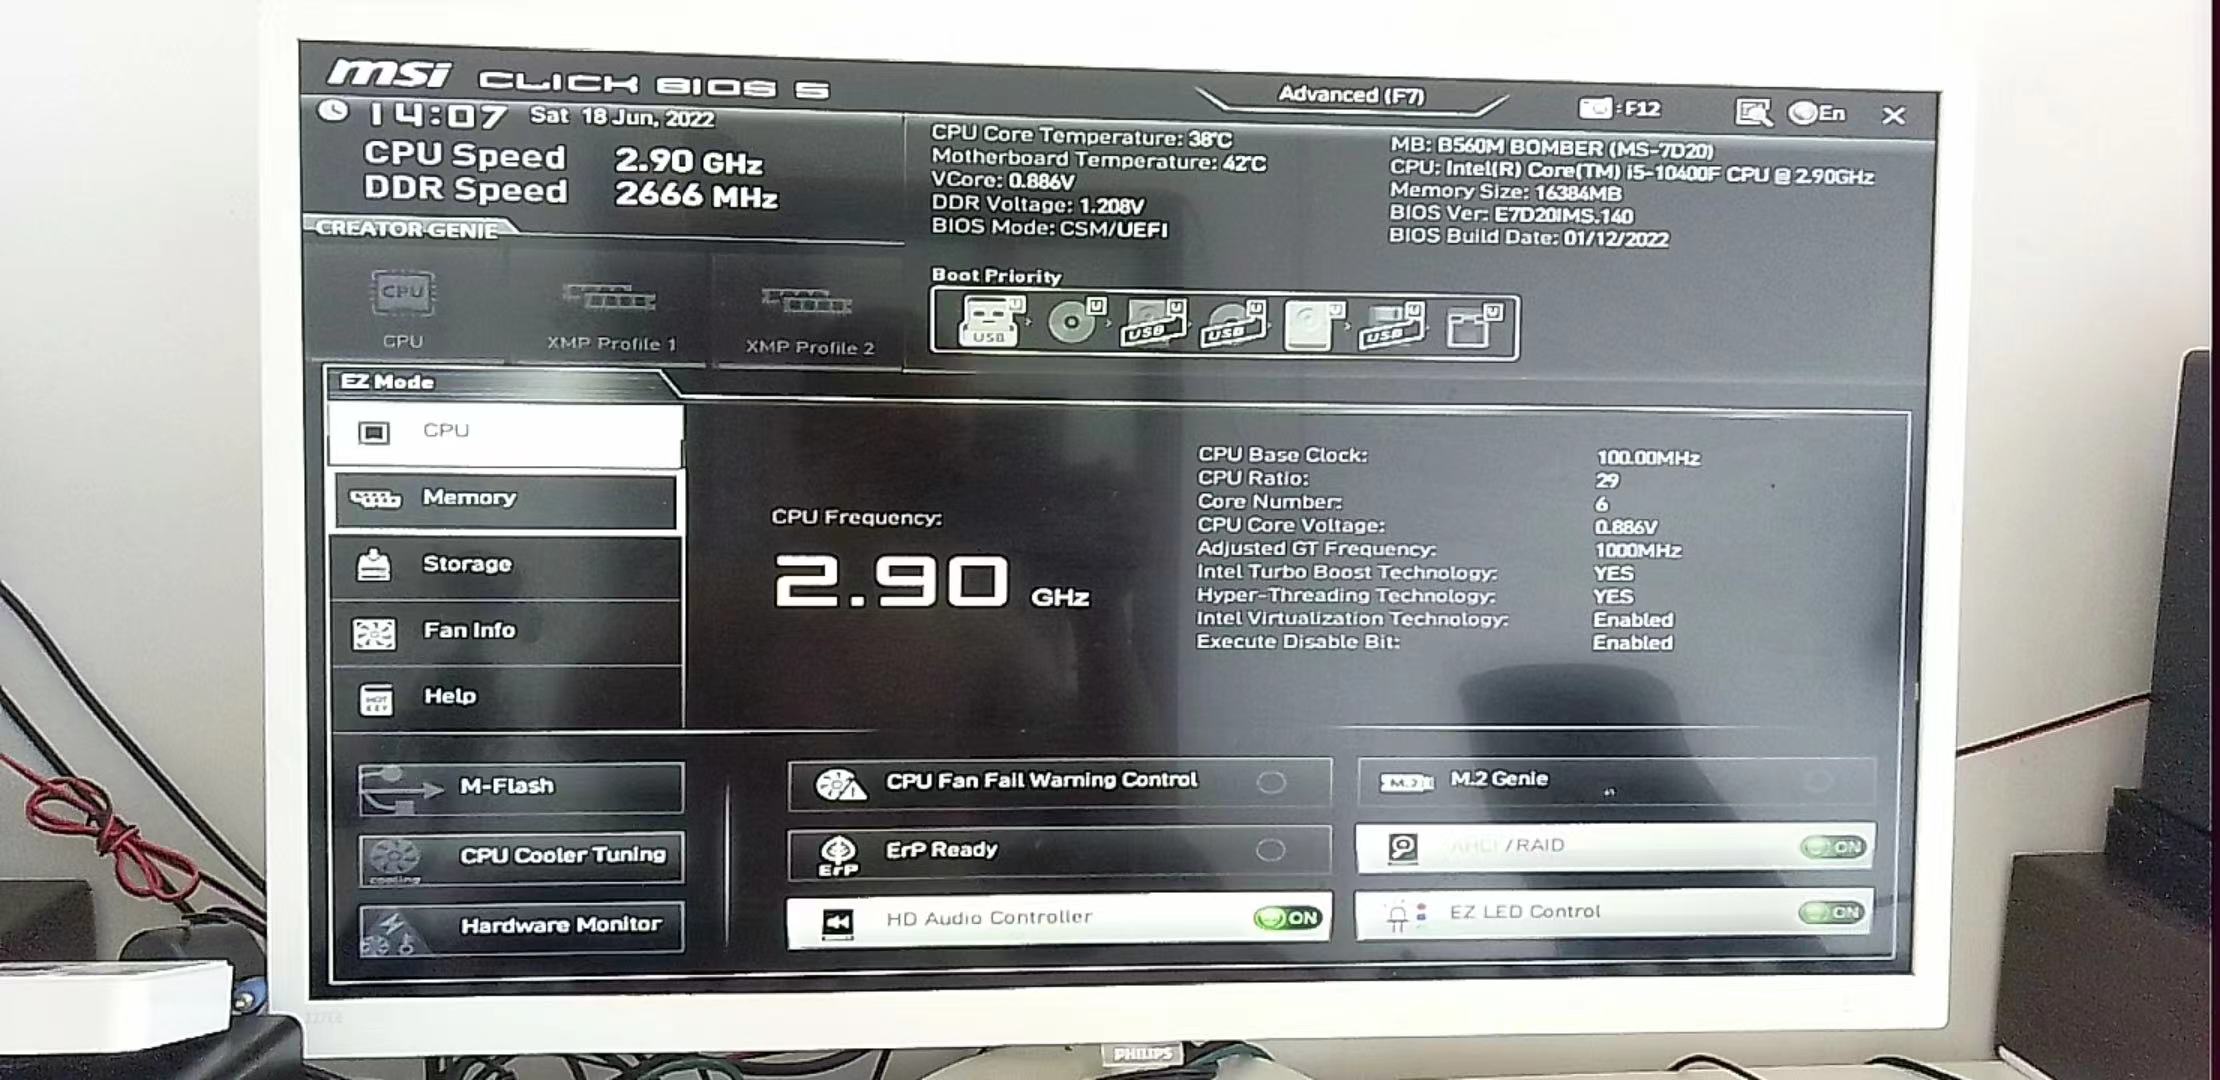 msi CLICK BIOS 5
Advanced (F7)
:F12
En
X
14:07 Sat 18 Jun, 2022
CPU Speed 2.90 GHz
DDR Speed 2666 MHz
CREATOR GENIE
CPU
CPU
XMP Profile 1
XMP Profile 2
CPU Core Temperature: 38°C
Motherboard Temperature: 42°C
VCore: 0.886V
DDR Voltage: 1.208V
BIOS Mode: CSM/UEFI
MB: B560M BOMBER (MS-7D20)
CPU: Intel(R) Core(TM) i5-10400F CPU @ 2.90GHz
Memory Size: 16384MB
BIOS Ver: E7D20IMS.140
BIOS Build Date: 01/12/2022
Boot Priority
U U U U U U U
USB USB USB USB
EZ Mode
CPU
Memory
Storage
Fan Info
HOT KEY
Help
CPU Frequency:
2.90 GHz
CPU Base Clock: 100.00MHz
CPU Ratio: 29
Core Number: 6
CPU Core Voltage: 0.886V
Adjusted GT Frequency: 1000MHz
Intel Turbo Boost Technology: YES
Hyper-Threading Technology: YES
Intel Virtualization Technology: Enabled
Execute Disable Bit: Enabled
M-Flash
cooling
CPU Cooler Tuning
Hardware Monitor
CPU Fan Fail Warning Control
ErP
ErP Ready
HD Audio Controller ON
M.2
M.2 Genie
AHCI /RAID ON
EZ LED Control ON
PHILIPS